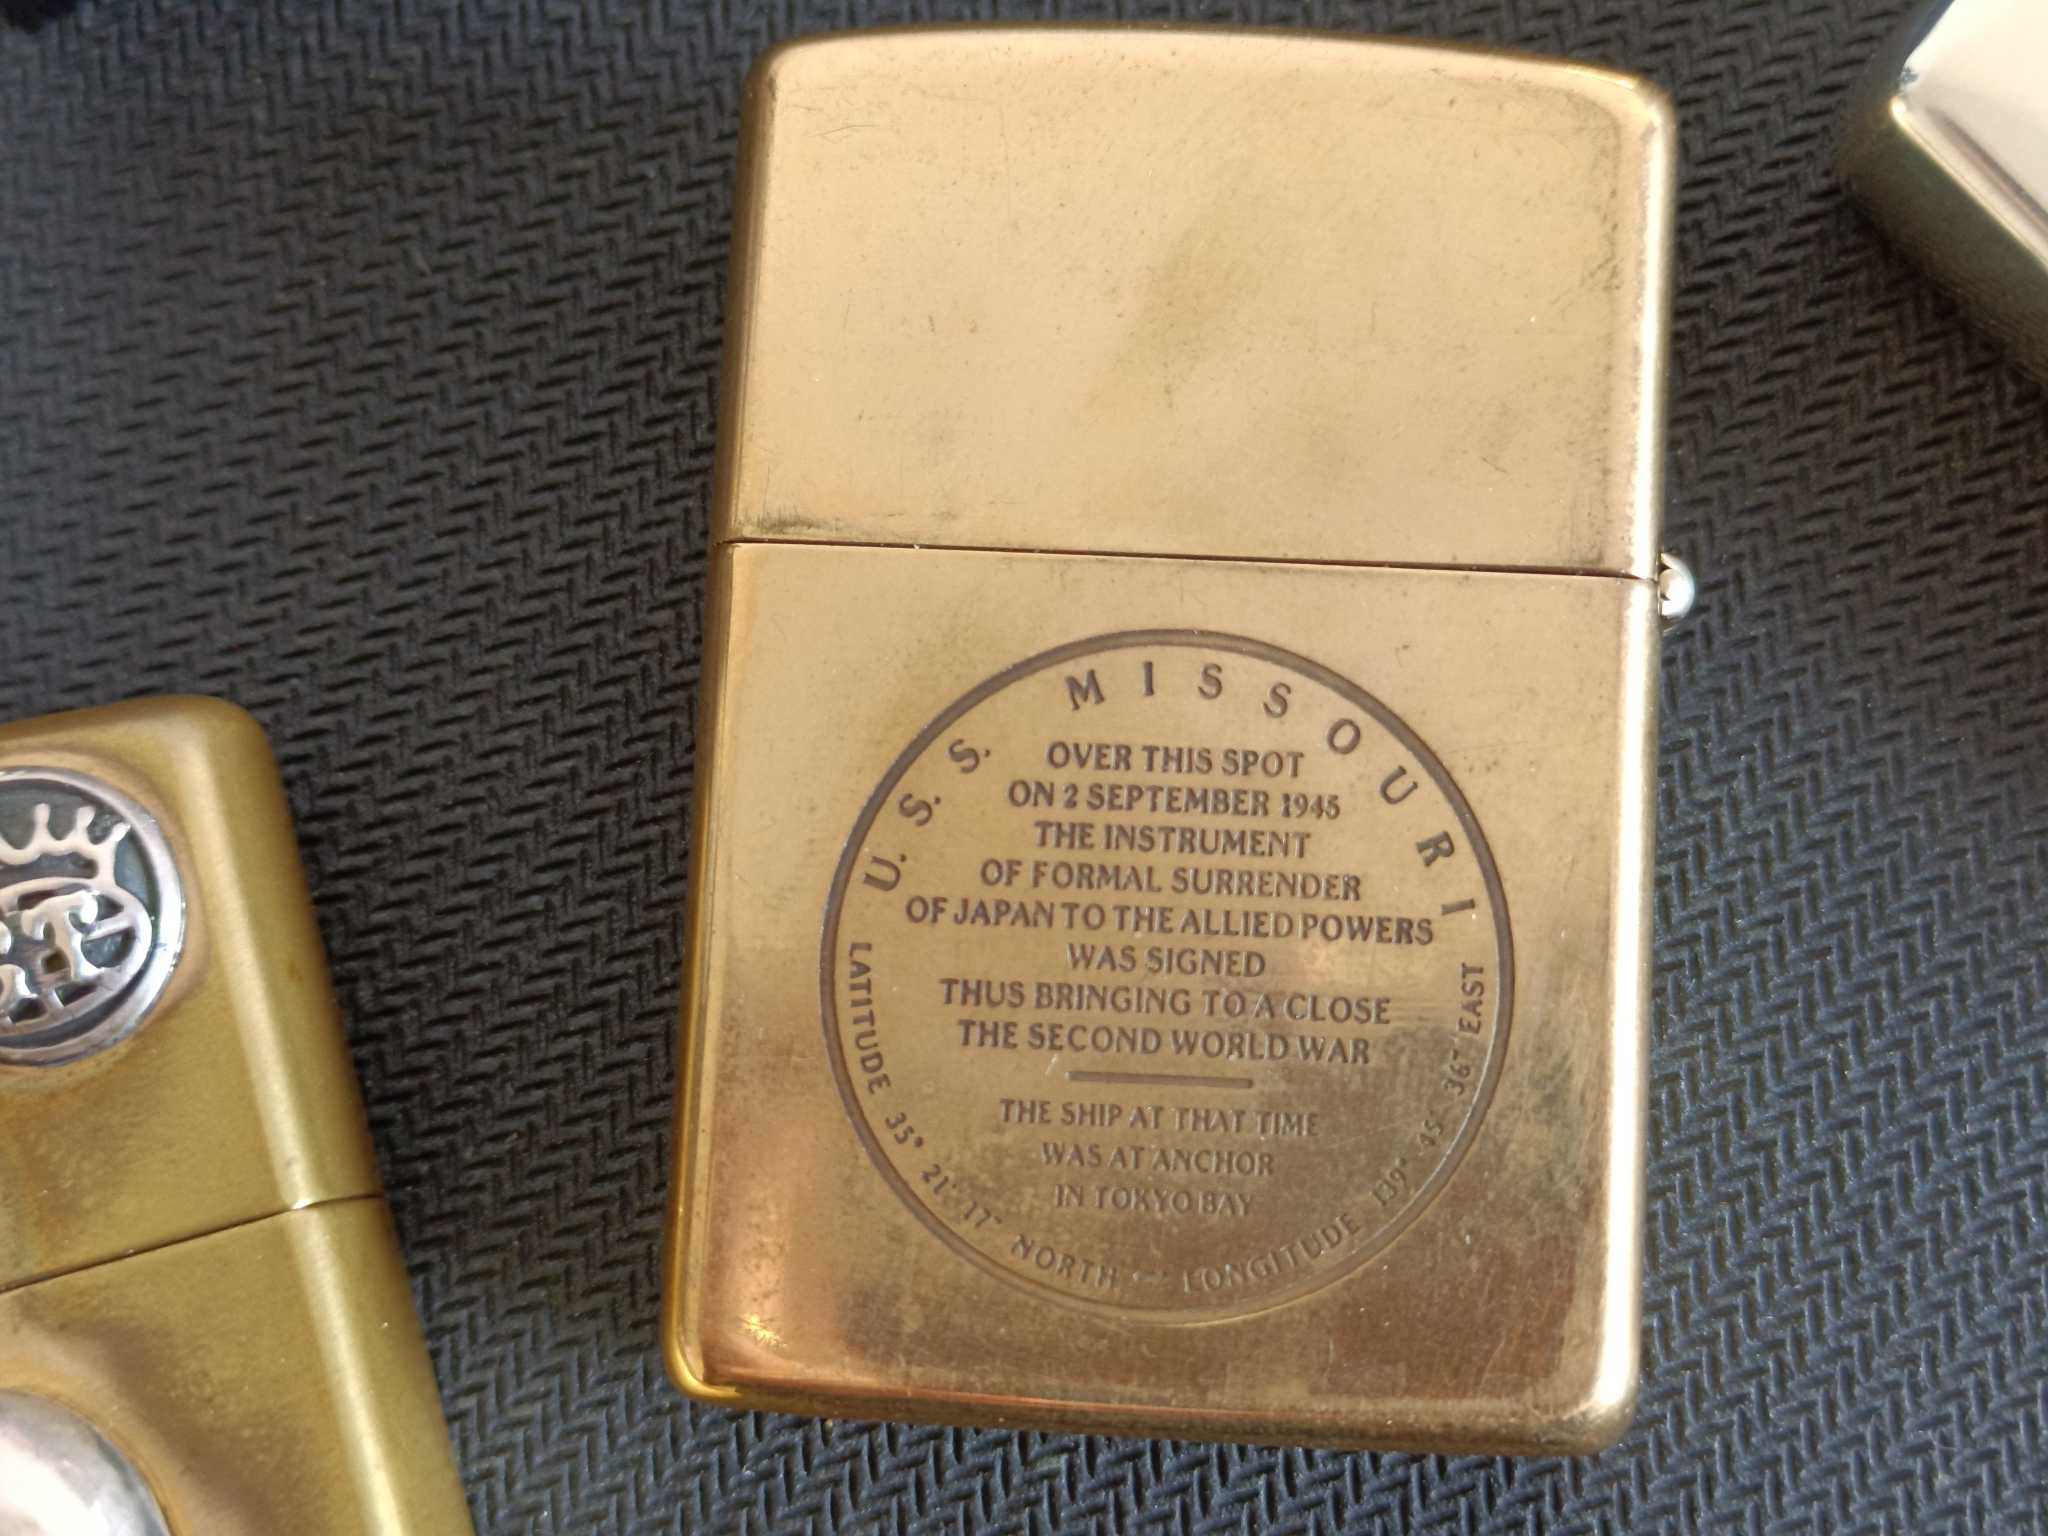 U.S.S. MISSOURI
OVER THIS SPOT
ON 2 SEPTEMBER 1945
THE INSTRUMENT
OF FORMAL SURRENDER
OF JAPAN TO THE ALLIED POWERS
WAS SIGNED
THUS BRINGING TO A CLOSE
THE SECOND WORLD WAR
THE SHIP AT THAT TIME
WAS AT ANCHOR
IN TOKYO BAY
LATITUDE 35° 21' 17" NORTH — LONGITUDE 139° 45' 36" EAST